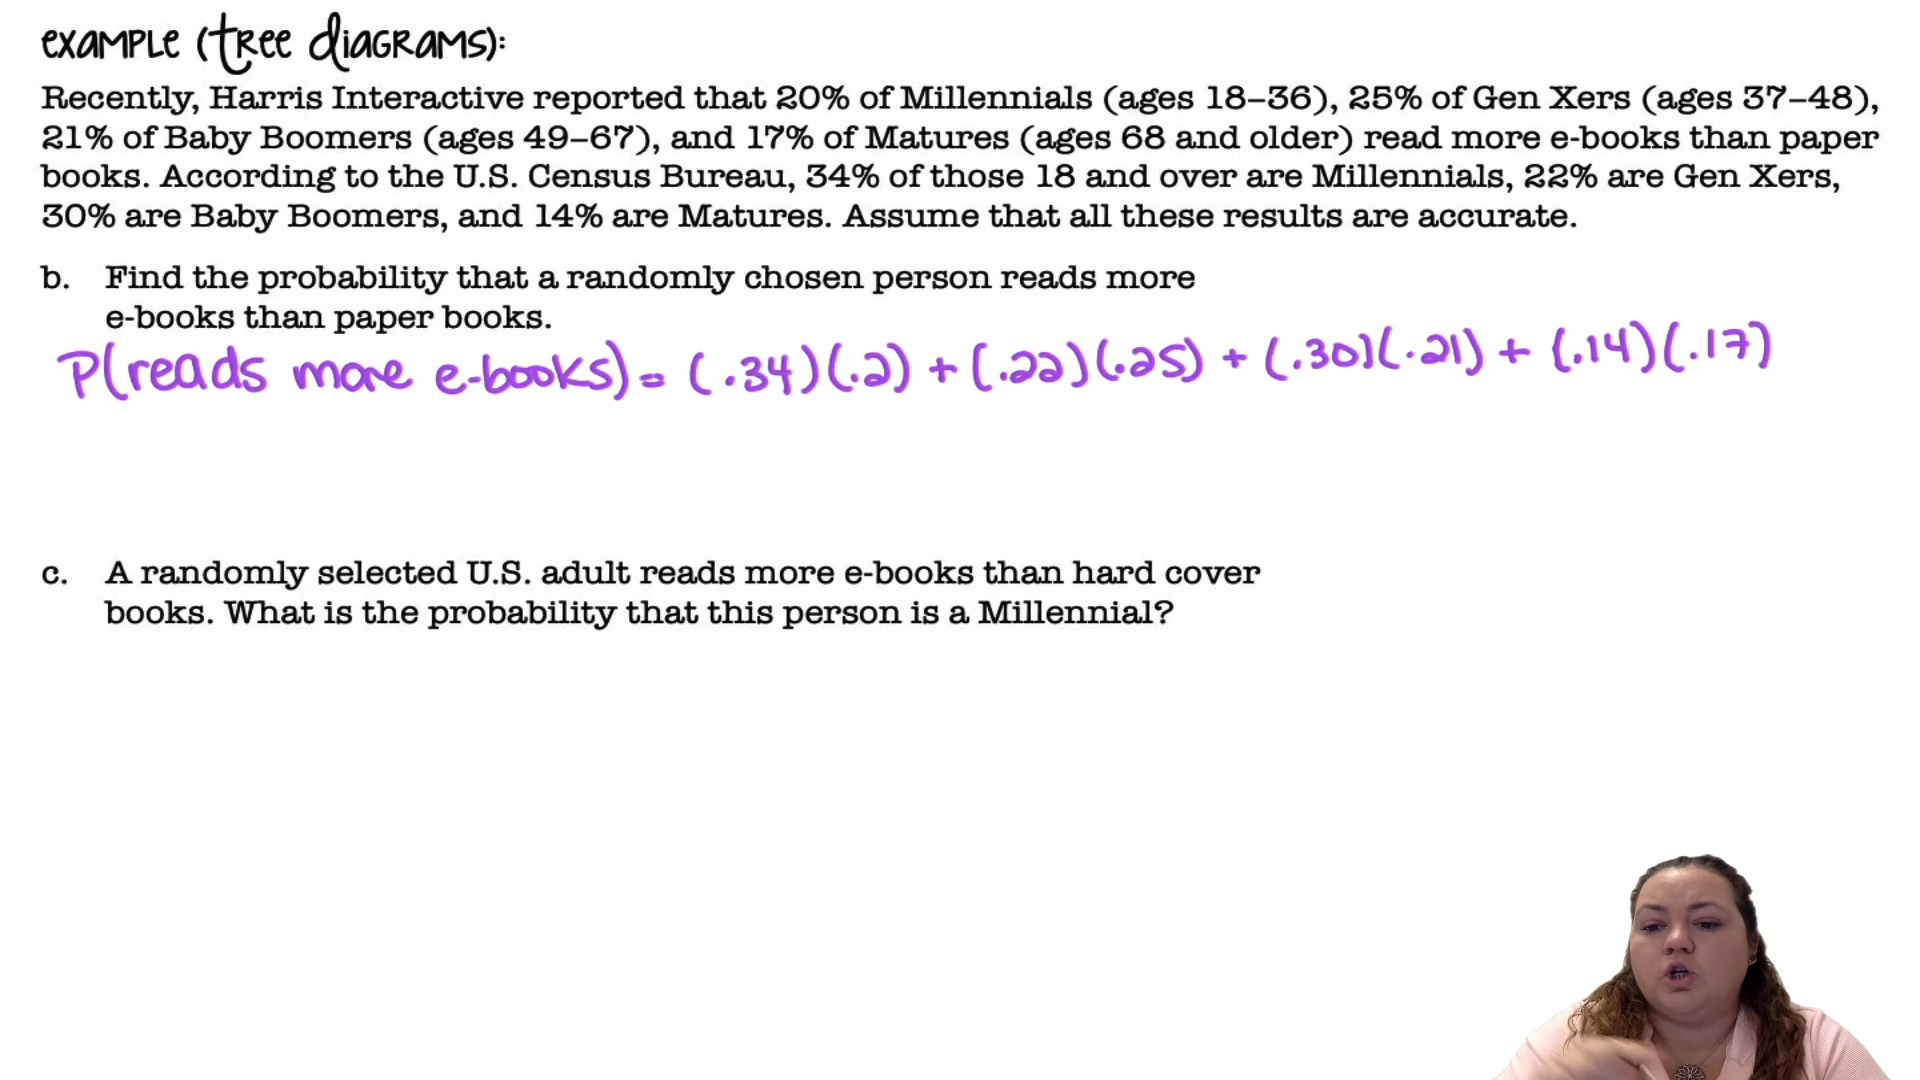 example (tree diagrams):
Recently, Harris Interactive reported that 20% of Millennials (ages 18–36), 25% of Gen Xers (ages 37–48),
21% of Baby Boomers (ages 49–67), and 17% of Matures (ages 68 and older) read more e-books than paper
books. According to the U.S. Census Bureau, 34% of those 18 and over are Millennials, 22% are Gen Xers,
30% are Baby Boomers, and 14% are Matures. Assume that all these results are accurate.
b. Find the probability that a randomly chosen person reads more
e-books than paper books.
P(reads more e-books) = (.34)(.2) + (.22)(.25) + (.30)(.21) + (.14)(.17)
c. A randomly selected U.S. adult reads more e-books than hard cover
books. What is the probability that this person is a Millennial?